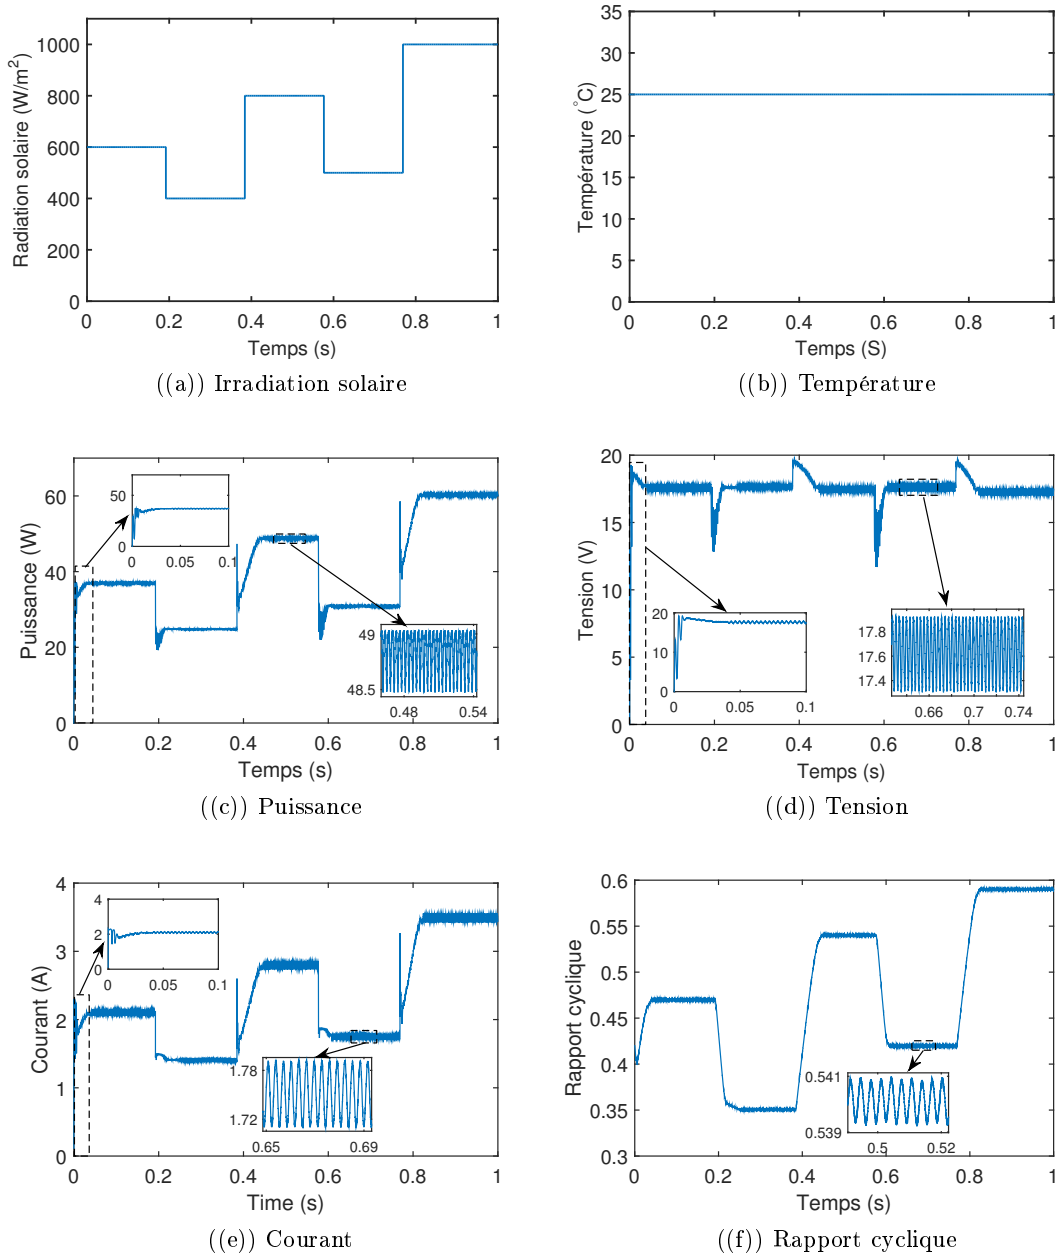 Radiation solaire (W/m²)
1000
800
600
400
200
0
0 0.2 0.4 0.6 0.8 1
Temps (s)
((a)) Irradiation solaire
Température (°C)
35
30
25
20
15
10
5
0
0 0.2 0.4 0.6 0.8 1
Temps (S)
((b)) Température
Puissance (W)
60
40
20
0
0 0.2 0.4 0.6 0.8 1
50
0
0 0.05 0.1
49
48.5
0.48 0.54
Temps (s)
((c)) Puissance
Tension (V)
20
15
10
5
0
0 0.2 0.4 0.6 0.8 1
20
10
0
0 0.05 0.1
17.8
17.6
17.4
0.66 0.7 0.74
Temps (s)
((d)) Tension
Courant (A)
4
3
2
1
0
0 0.2 0.4 0.6 0.8 1
4
2
0
0 0.05 0.1
1.78
1.72
0.65 0.69
Time (s)
((e)) Courant
Rapport cyclique
0.6
0.55
0.5
0.45
0.4
0.35
0.3
0 0.2 0.4 0.6 0.8 1
0.541
0.539
0.5 0.52
Temps (s)
((f)) Rapport cyclique